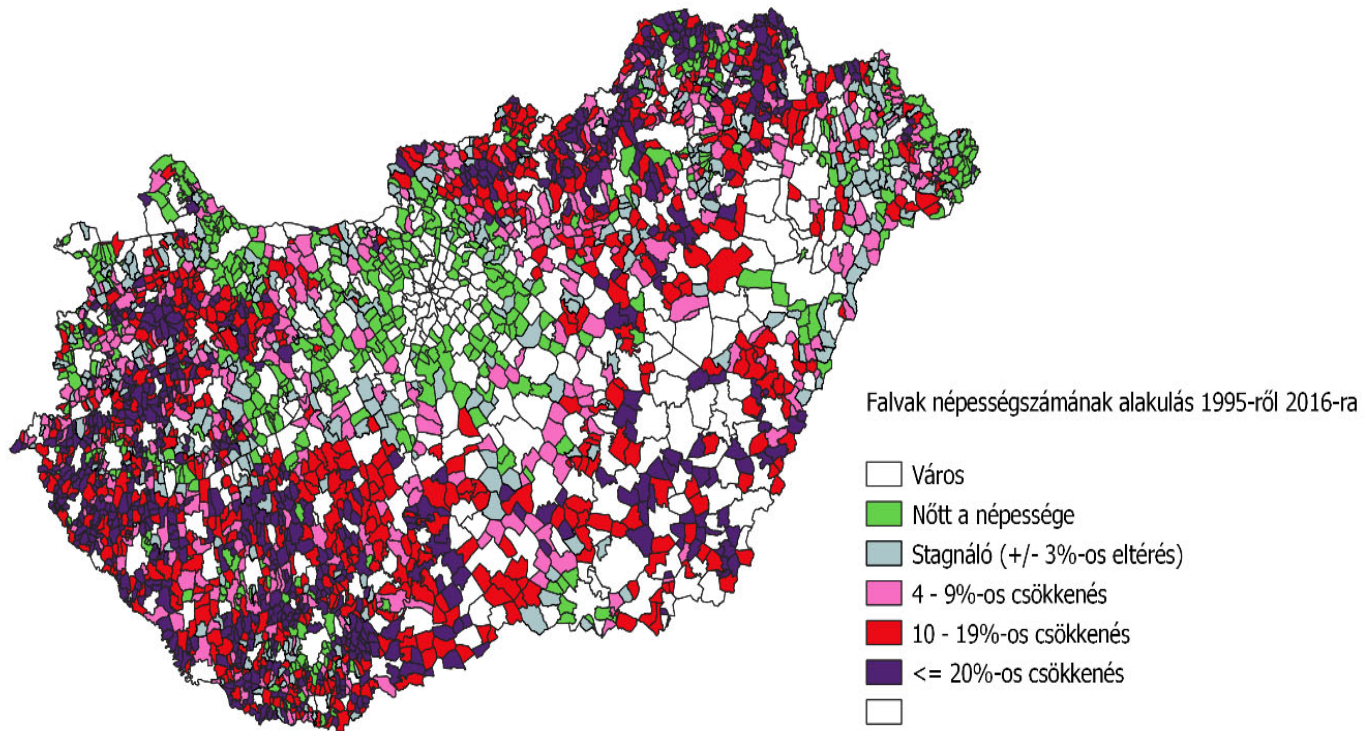 Falvak népességszámának alakulás 1995-ről 2016-ra
Város
Nőtt a népessége
Stagnáló (+/- 3%-os eltérés)
4 - 9%-os csökkenés
10 - 19%-os csökkenés
<= 20%-os csökkenés